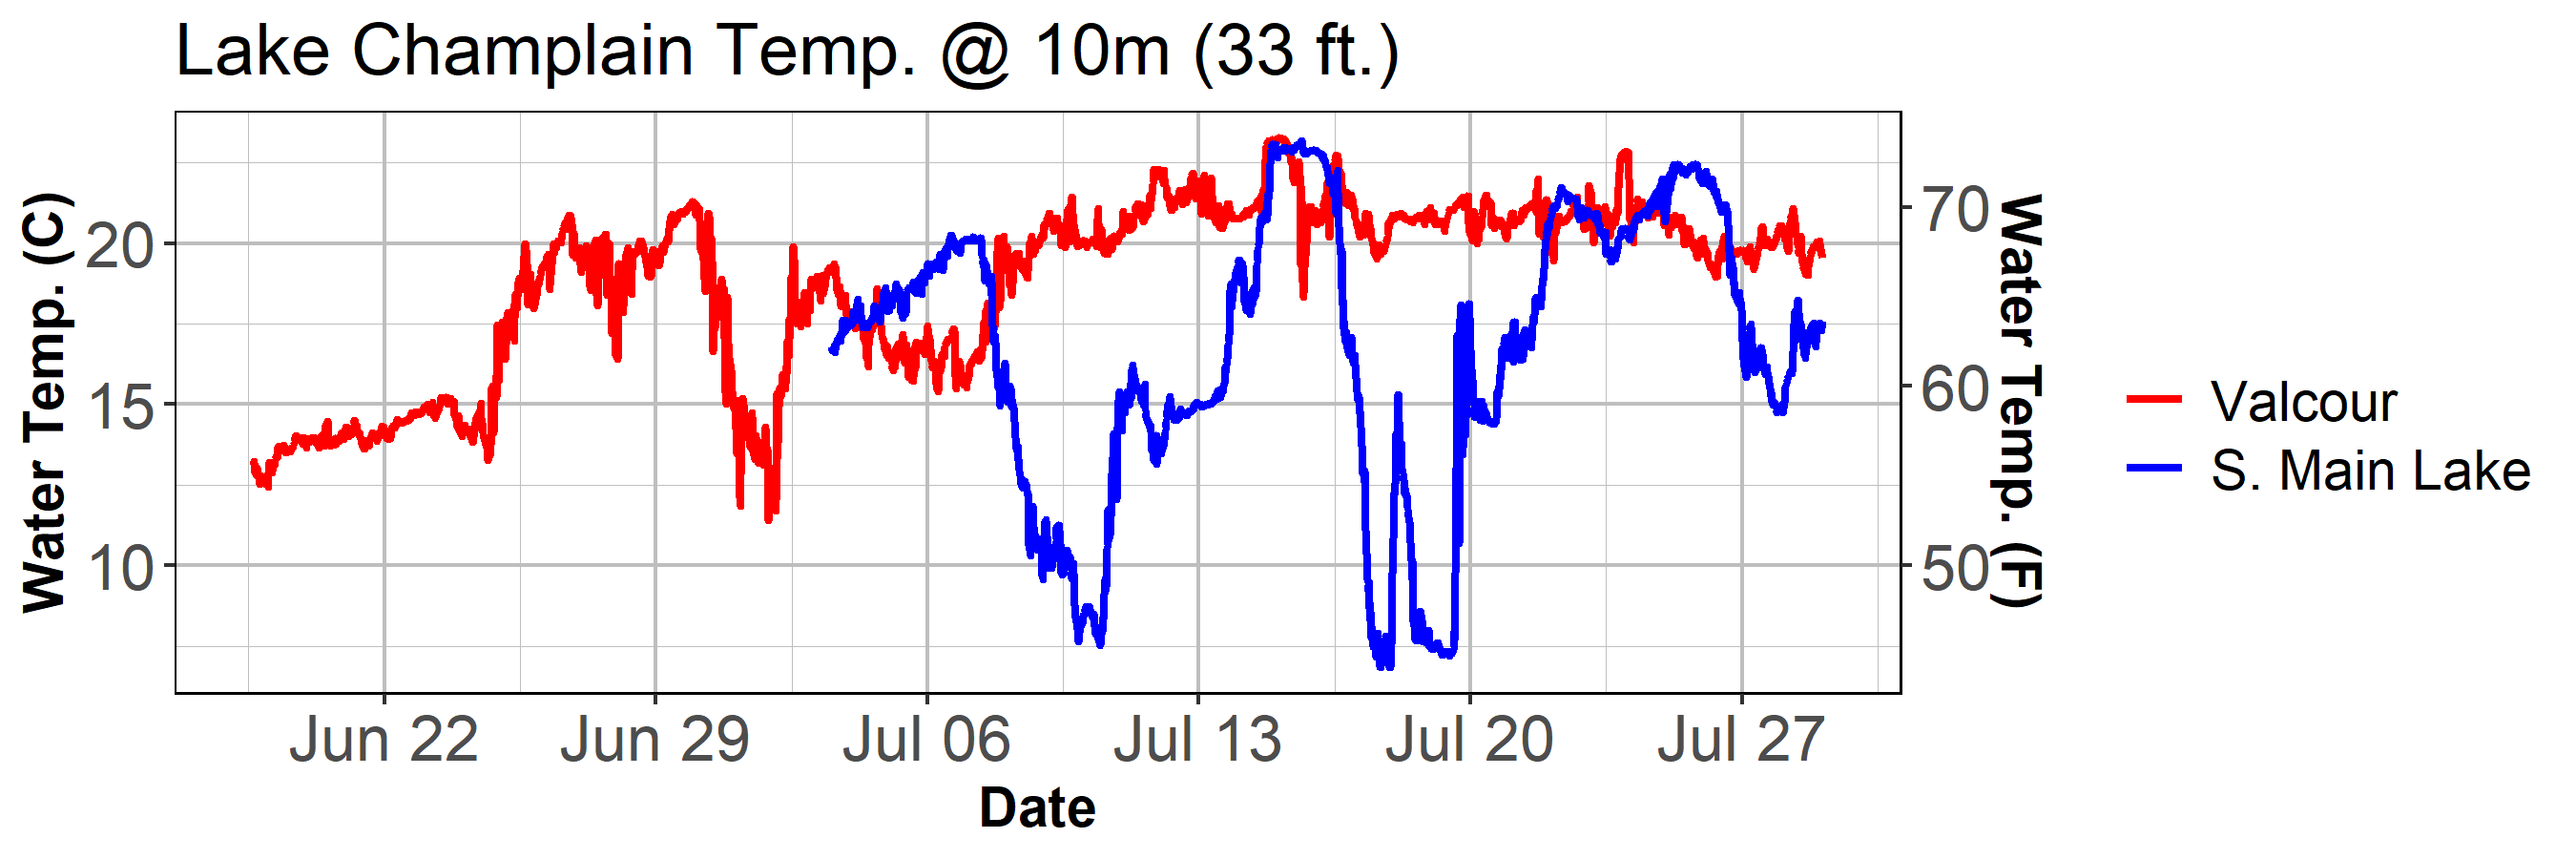 Lake Champlain Temp. @ 10m (33 ft.)
Water Temp. (C)
20
15
10
70
60
50
Water Temp. (F)
Jun 22
Jun 29
Jul 06
Jul 13
Jul 20
Jul 27
Date
Valcour
S. Main Lake